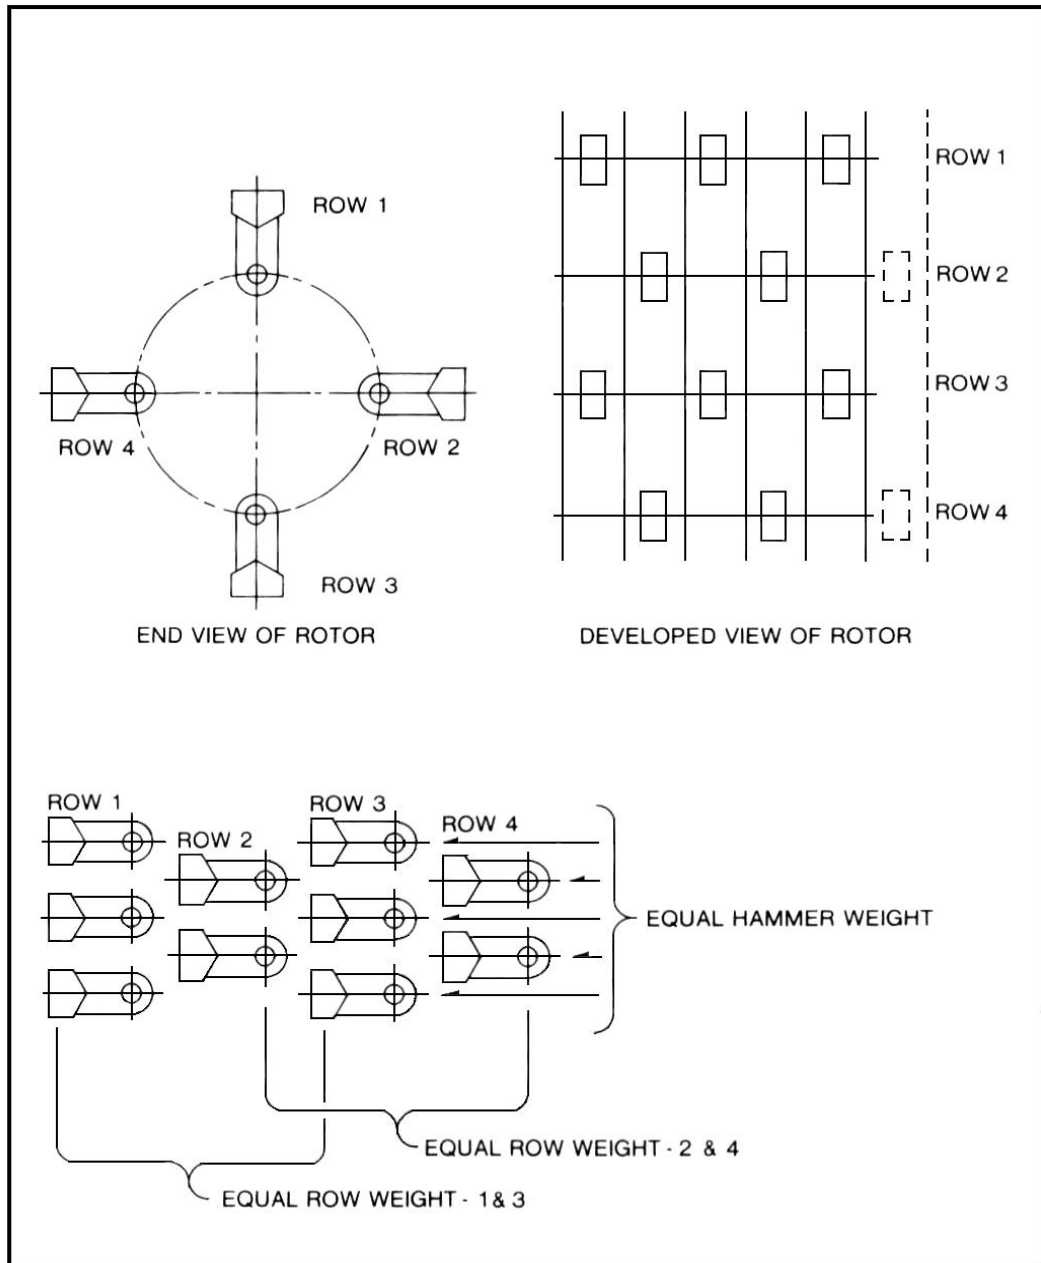 ROW 1
ROW 4
ROW 2
ROW 3
END VIEW OF ROTOR
ROW 1
ROW 2
ROW 3
ROW 4
DEVELOPED VIEW OF ROTOR
ROW 1
ROW 2
ROW 3
ROW 4
EQUAL HAMMER WEIGHT
EQUAL ROW WEIGHT - 2 & 4
EQUAL ROW WEIGHT - 1 & 3